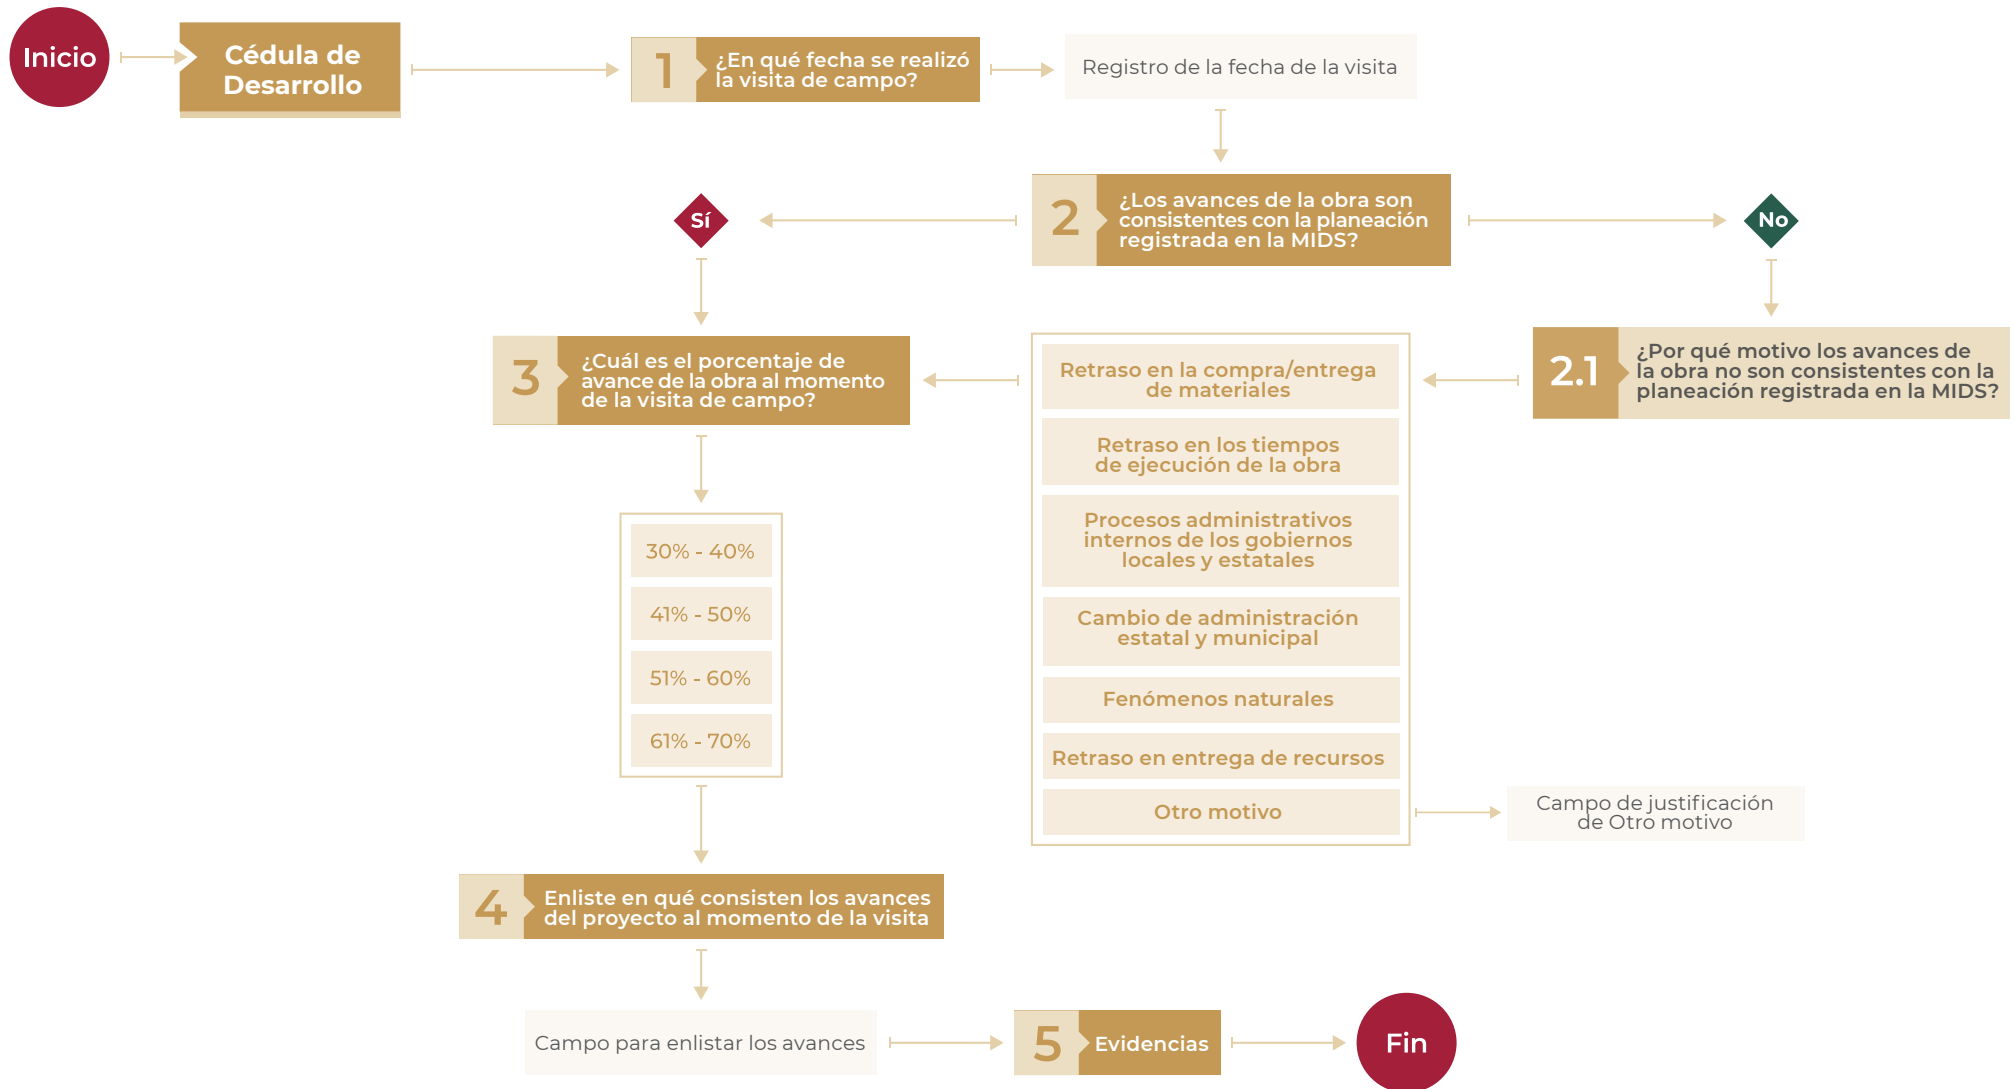 Inicio
Cédula de
Desarrollo
1
¿En qué fecha se realizó
la visita de campo?
Registro de la fecha de la visita
2
¿Los avances de la obra son
consistentes con la planeación
registrada en la MIDS?
Sí
No
3
¿Cuál es el porcentaje de
avance de la obra al momento
de la visita de campo?
2.1
¿Por qué motivo los avances de
la obra no son consistentes con la
planeación registrada en la MIDS?
Retraso en la compra/entrega
de materiales
Retraso en los tiempos
de ejecución de la obra
Procesos administrativos
internos de los gobiernos
locales y estatales
Cambio de administración
estatal y municipal
Fenómenos naturales
Retraso en entrega de recursos
Otro motivo
Campo de justificación
de Otro motivo
30% - 40%
41% - 50%
51% - 60%
61% - 70%
4
Enliste en qué consisten los avances
del proyecto al momento de la visita
Campo para enlistar los avances
5
Evidencias
Fin